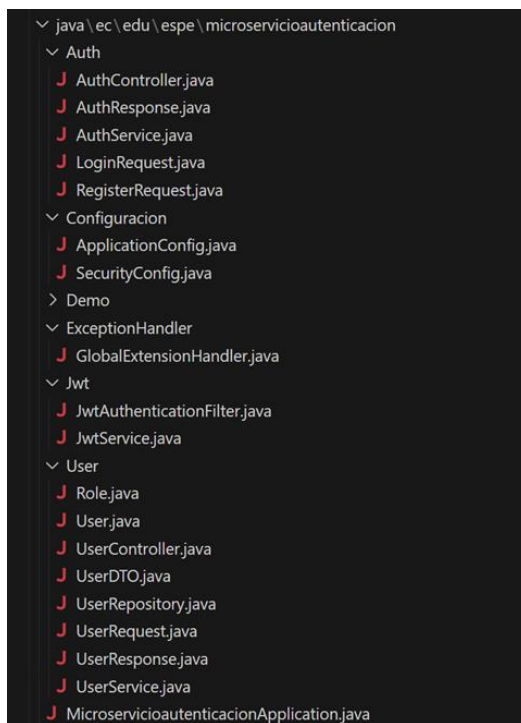 java\ec\edu\espe\microservicioautenticacion
Auth
J AuthController.java
J AuthResponse.java
J AuthService.java
J LoginRequest.java
J RegisterRequest.java
Configuracion
J ApplicationConfig.java
J SecurityConfig.java
Demo
ExceptionHandler
J GlobalExtensionHandler.java
Jwt
J JwtAuthenticationFilter.java
J JwtService.java
User
J Role.java
J User.java
J UserController.java
J UserDTO.java
J UserRepository.java
J UserRequest.java
J UserResponse.java
J UserService.java
J MicroservicioautenticacionApplication.java